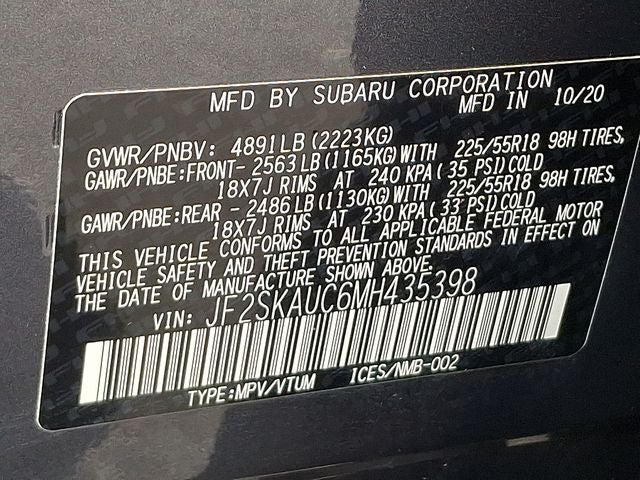 MFD BY SUBARU CORPORATION
MFD IN 10/20
GVWR/PNBV: 4891LB(2223KG)
GAWR/PNBE:FRONT-2563LB(1165KG)WITH 225/55R18 98H TIRES,
18X7J RIMS AT 240 KPA(35 PSI)COLD
GAWR/PNBE:REAR -2486LB(1130KG)WITH 225/55R18 98H TIRES,
18X7J RIMS AT 230 KPA(33 PSI)COLD
THIS VEHICLE CONFORMS TO ALL APPLICABLE FEDERAL MOTOR
VEHICLE SAFETY AND THEFT PREVENTION STANDARDS IN EFFECT ON
THE DATE OF MANUFACTURE SHOWN ABOVE.
VIN: JF2SKAUC6MH435398
TYPE:MPV/VTUM ICES/NMB-002